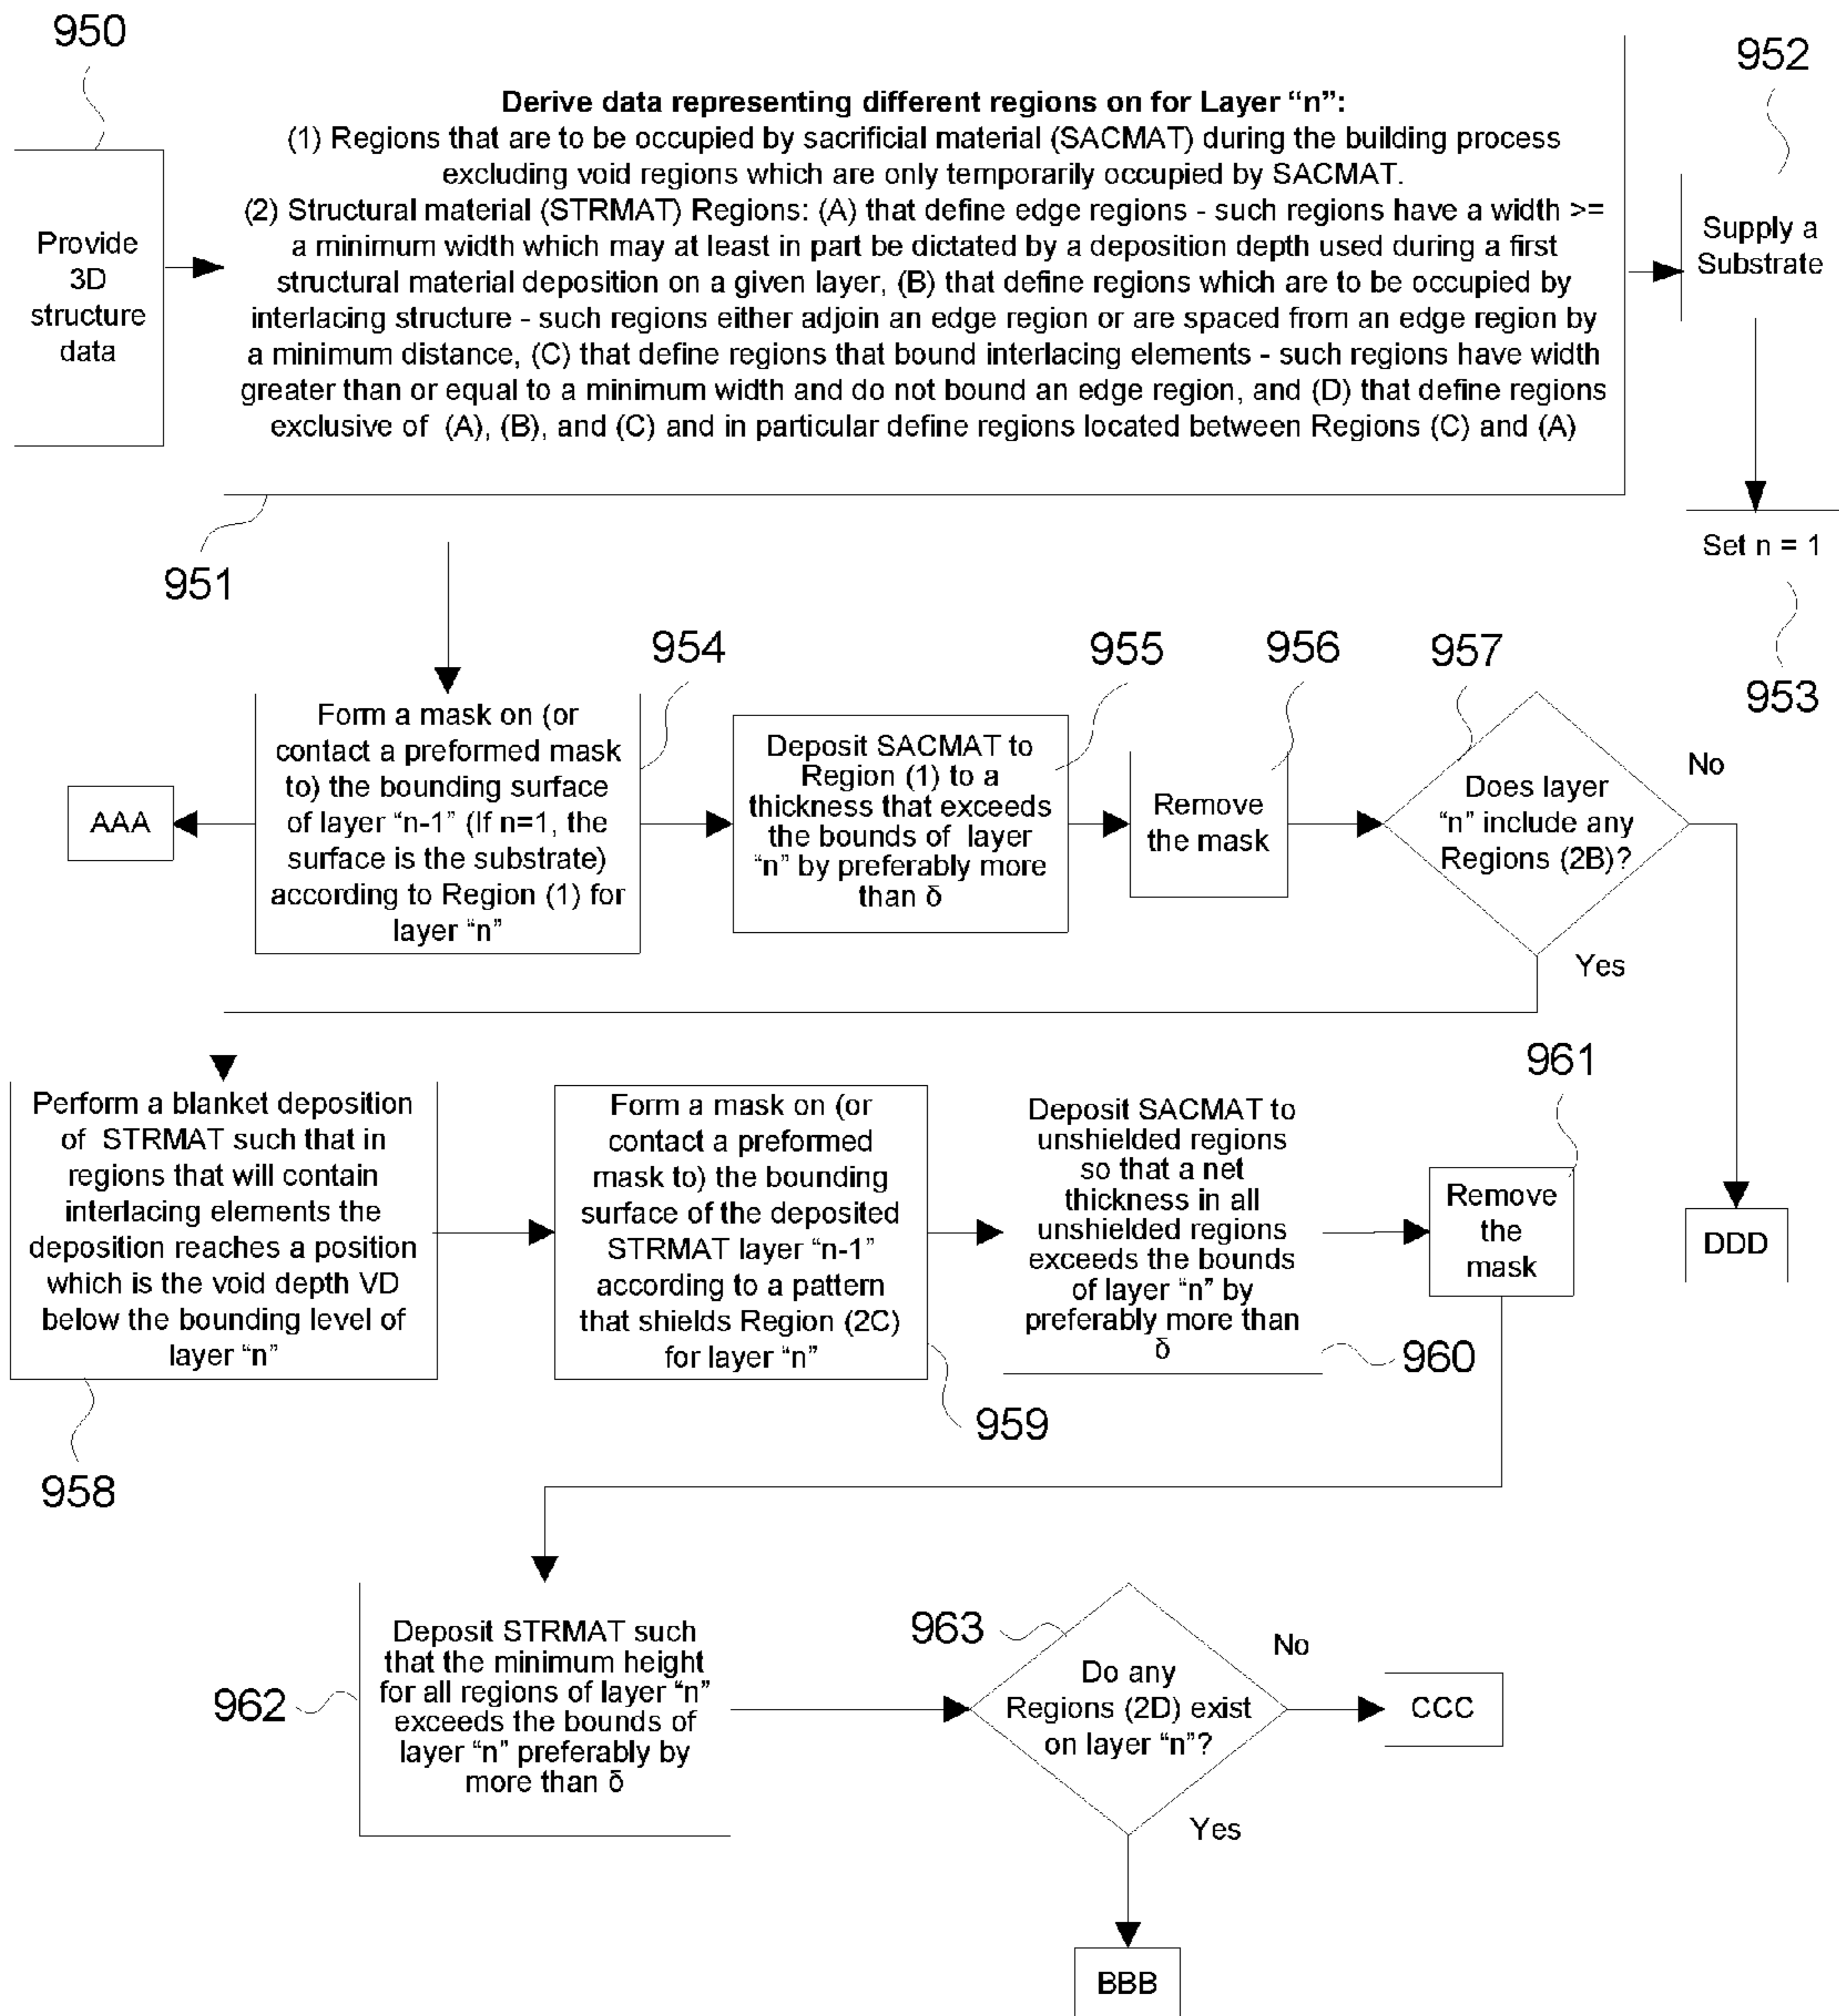 950
952
Derive data representing different regions on for Layer “n”:
(1) Regions that are to be occupied by sacrificial material (SACMAT) during the building process
excluding void regions which are only temporarily occupied by SACMAT.
(2) Structural material (STRMAT) Regions: (A) that define edge regions - such regions have a width >=
a minimum width which may at least in part be dictated by a deposition depth used during a first
structural material deposition on a given layer, (B) that define regions which are to be occupied by
interlacing structure - such regions either adjoin an edge region or are spaced from an edge region by
a minimum distance, (C) that define regions that bound interlacing elements - such regions have width
greater than or equal to a minimum width and do not bound an edge region, and (D) that define regions
exclusive of (A), (B), and (C) and in particular define regions located between Regions (C) and (A)
Provide
3D
structure
data
Supply a
Substrate
951
Set n = 1
953
954
955
956
957
AAA
Form a mask on (or
contact a preformed mask
to) the bounding surface
of layer “n-1” (If n=1, the
surface is the substrate)
according to Region (1) for
layer “n”
Deposit SACMAT to
Region (1) to a
thickness that exceeds
the bounds of layer
“n” by preferably more
than δ
Remove
the mask
Does layer
“n” include any
Regions (2B)?
No
Yes
961
Perform a blanket deposition
of STRMAT such that in
regions that will contain
interlacing elements the
deposition reaches a position
which is the void depth VD
below the bounding level of
layer “n”
Form a mask on (or
contact a preformed
mask to) the bounding
surface of the deposited
STRMAT layer “n-1”
according to a pattern
that shields Region (2C)
for layer “n”
Deposit SACMAT to
unshielded regions
so that a net
thickness in all
unshielded regions
exceeds the bounds
of layer “n” by
preferably more than
δ
Remove
the
mask
DDD
958
959
960
962
Deposit STRMAT such
that the minimum height
for all regions of layer “n”
exceeds the bounds of
layer “n” preferably by
more than δ
963
Do any
Regions (2D) exist
on layer “n”?
No
CCC
Yes
BBB